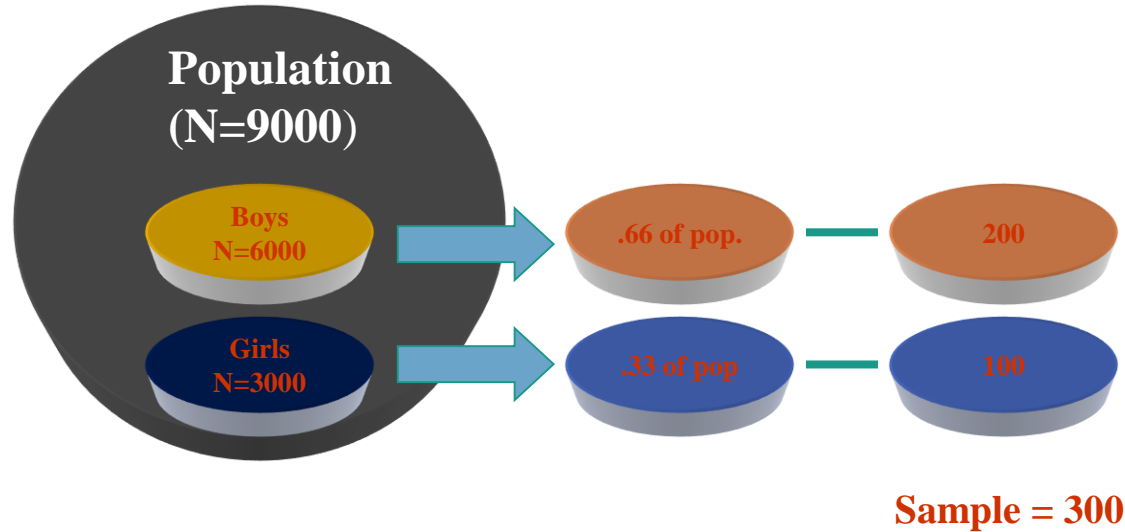 Population
(N=9000)
Boys
N=6000
.66 of pop.
200
Girls
N=3000
.33 of pop
100
Sample = 300